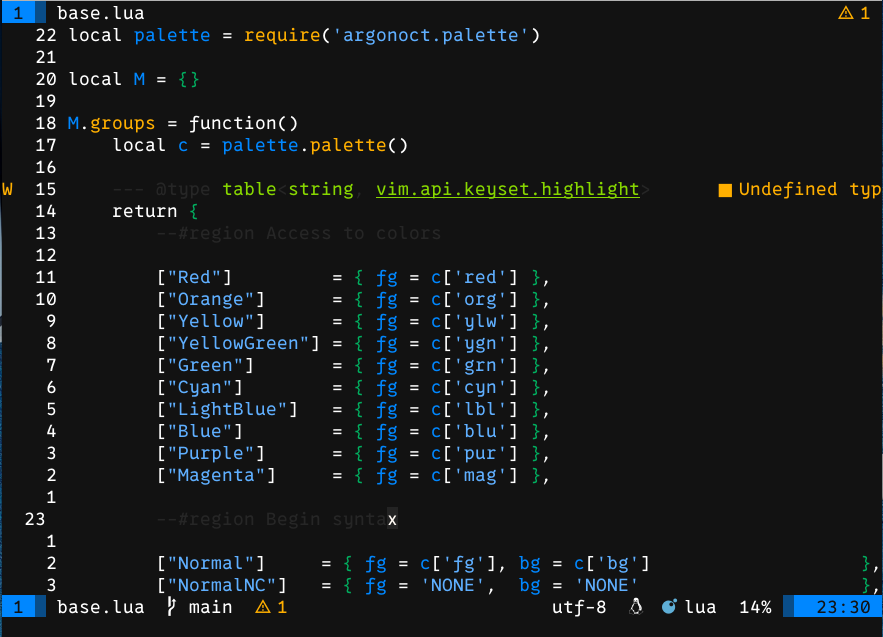 1 base.lua ⚠ 1
22 local palette = require('argonoct.palette')
21
20 local M = {}
19
18 M.groups = function()
17     local c = palette.palette()
16
W 15     --- @type table<string, vim.api.keyset.highlight> ■ Undefined typ
14     return {
13         --#region Access to colors
12
11         ["Red"]         = { fg = c['red'] },
10         ["Orange"]      = { fg = c['org'] },
9         ["Yellow"]      = { fg = c['ylw'] },
8         ["YellowGreen"] = { fg = c['ygn'] },
7         ["Green"]       = { fg = c['grn'] },
6         ["Cyan"]        = { fg = c['cyn'] },
5         ["LightBlue"]   = { fg = c['lbl'] },
4         ["Blue"]        = { fg = c['blu'] },
3         ["Purple"]      = { fg = c['pur'] },
2         ["Magenta"]     = { fg = c['mag'] },
1
23         --#region Begin syntax
1
2         ["Normal"]     = { fg = c['fg'], bg = c['bg']                   },
3         ["NormalNC"]   = { fg = 'NONE',  bg = 'NONE'                    },
1 base.lua main ⚠ 1 utf-8 lua 14% 23:30